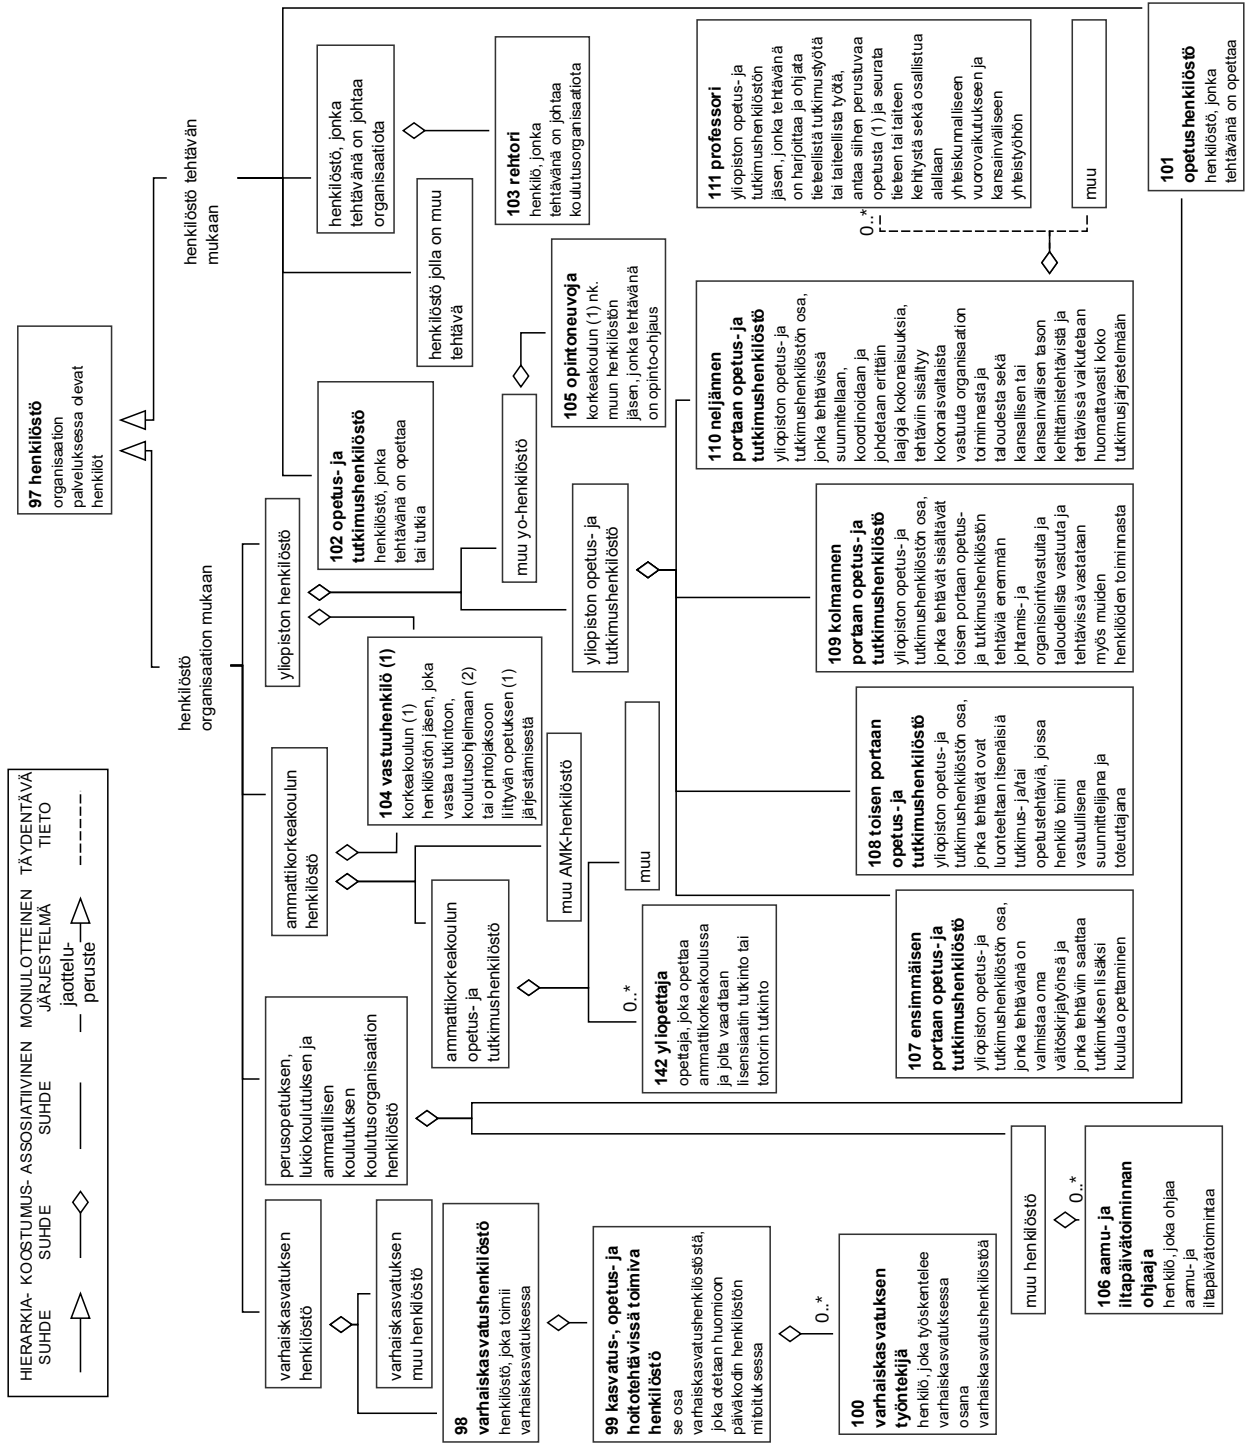 HIERARKIA-
SUHDE
KOOSTUMUS-
SUHDE
ASSOSIATIIVINEN
SUHDE
MONIULOTTEINEN
JÄRJESTELMÄ
jaottelu-
peruste
TÄYDENTÄVÄ
TIETO
97 henkilöstö
organisaation
palveluksessa olevat
henkilöt
henkilöstö
organisaation mukaan
henkilöstö tehtävän
mukaan
varhaiskasvatuksen
henkilöstö
perusopetuksen,
lukiokoulutuksen ja
ammatillisen
koulutuksen
koulutusorganisaation
henkilöstö
ammattikorkeakoulun
henkilöstö
yliopiston henkilöstö
102 opetus- ja
tutkimushenkilöstö
henkilöstö, jonka
tehtävänä on opettaa
tai tutkia
henkilöstö jolla on muu
tehtävä
henkilöstö, jonka
tehtävänä on johtaa
organisaatiota
103 rehtori
henkilö, jonka
tehtävänä on johtaa
koulutusorganisaatiota
varhaiskasvatuksen
muu henkilöstö
98
varhaiskasvatushenkilöstö
henkilöstö, joka toimii
varhaiskasvatuksessa
99 kasvatus-, opetus- ja
hoitotehtävissä toimiva
henkilöstö
se osa
varhaiskasvatushenkilöstöstä,
joka otetaan huomioon
päiväkodin henkilöstön
mitoituksessa
0..*
100
varhaiskasvatuksen
työntekijä
henkilö, joka työskentelee
varhaiskasvatuksessa
osana
varhaiskasvatushenkilöstöä
104 vastuuhenkilö (1)
korkeakoulun (1)
henkilöstön jäsen, joka
vastaa tutkintoon,
koulutusohjelmaan (2)
tai opintojaksoon
liittyvän opetuksen (1)
järjestämisestä
ammattikorkeakoulun
opetus- ja
tutkimushenkilöstö
muu AMK-henkilöstö
0..*
142 yliopettaja
opettaja, joka opettaa
ammattikorkeakoulussa
ja jolta vaaditaan
lisensiaatin tutkinto tai
tohtorin tutkinto
muu
muu yo-henkilöstö
105 opintoneuvoja
korkeakoulun (1) nk.
muun henkilöstön
jäsen, jonka tehtävänä
on opinto-ohjaus
yliopiston opetus- ja
tutkimushenkilöstö
107 ensimmäisen
portaan opetus- ja
tutkimushenkilöstö
yliopiston opetus- ja
tutkimushenkilöstön osa,
jonka tehtävänä on
valmistaa oma
väitöskirjatyönsä ja
jonka tehtäviin saattaa
tutkimuksen lisäksi
kuulua opettaminen
108 toisen portaan
opetus- ja
tutkimushenkilöstö
yliopiston opetus- ja
tutkimushenkilöstön osa,
jonka tehtävät ovat
luonteeltaan itsenäisiä
tutkimus- ja/tai
opetustehtäviä, joissa
henkilö toimii
vastuullisena
suunnittelijana ja
toteuttajana
109 kolmannen
portaan opetus- ja
tutkimushenkilöstö
yliopiston opetus- ja
tutkimushenkilöstön osa,
jonka tehtävät sisältävät
toisen portaan opetus-
ja tutkimushenkilöstön
tehtäviä enemmän
johtamis- ja
organisointivastuita ja
taloudellista vastuuta ja
tehtävissä vastataan
myös muiden
henkilöiden toiminnasta
110 neljännen
portaan opetus- ja
tutkimushenkilöstö
yliopiston opetus- ja
tutkimushenkilöstön osa,
jonka tehtävissä
suunnitellaan,
koordinoidaan ja
johdetaan erittäin
laajoja kokonaisuuksia,
tehtäviin sisältyy
kokonaisvaltaista
vastuuta organisaation
toiminnasta ja
taloudesta sekä
kansallisen tai
kansainvälisen tason
kehittämistehtävistä ja
tehtävissä vaikutetaan
huomattavasti koko
tutkimusjärjestelmään
0..*
111 professori
yliopiston opetus- ja
tutkimushenkilöstön
jäsen, jonka tehtävänä
on harjoittaa ja ohjata
tieteellistä tutkimustyötä
tai taiteellista työtä,
antaa siihen perustuvaa
opetusta (1) ja seurata
tieteen tai taiteen
kehitystä sekä osallistua
alallaan
yhteiskunnalliseen
vuorovaikutukseen ja
kansainväliseen
yhteistyöhön
muu
muu henkilöstö
0..*
106 aamu- ja
iltapäivätoiminnan
ohjaaja
henkilö, joka ohjaa
aamu- ja
iltapäivätoimintaa
101
opetushenkilöstö
henkilöstö, jonka
tehtävänä on opettaa